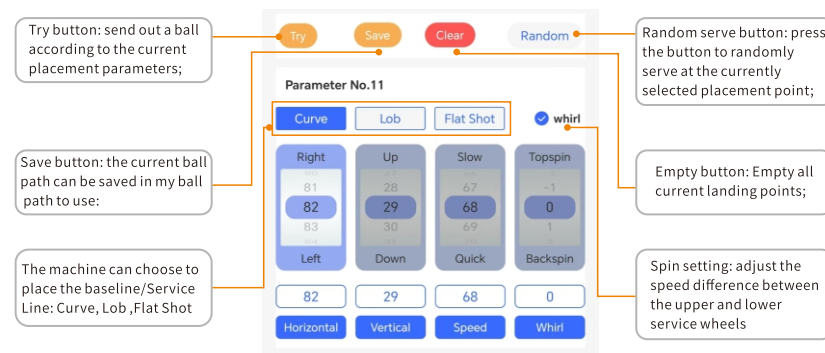 Try button: send out a ball
according to the current
placement parameters;
Save button: the current ball
path can be saved in my ball
path to use:
The machine can choose to
place the baseline/Service
Line: Curve, Lob ,Flat Shot
Try
Save
Clear
Random
Parameter No.11
Curve
Lob
Flat Shot
whirl
Right
Up
Slow
Topspin
81
28
67
-1
82
29
68
0
83
30
69
1
Left
Down
Quick
Backspin
82
29
68
0
Horizontal
Vertical
Speed
Whirl
Random serve button: press
the button to randomly
serve at the currently
selected placement point;
Empty button: Empty all
current landing points;
Spin setting: adjust the
speed difference between
the upper and lower
service wheels